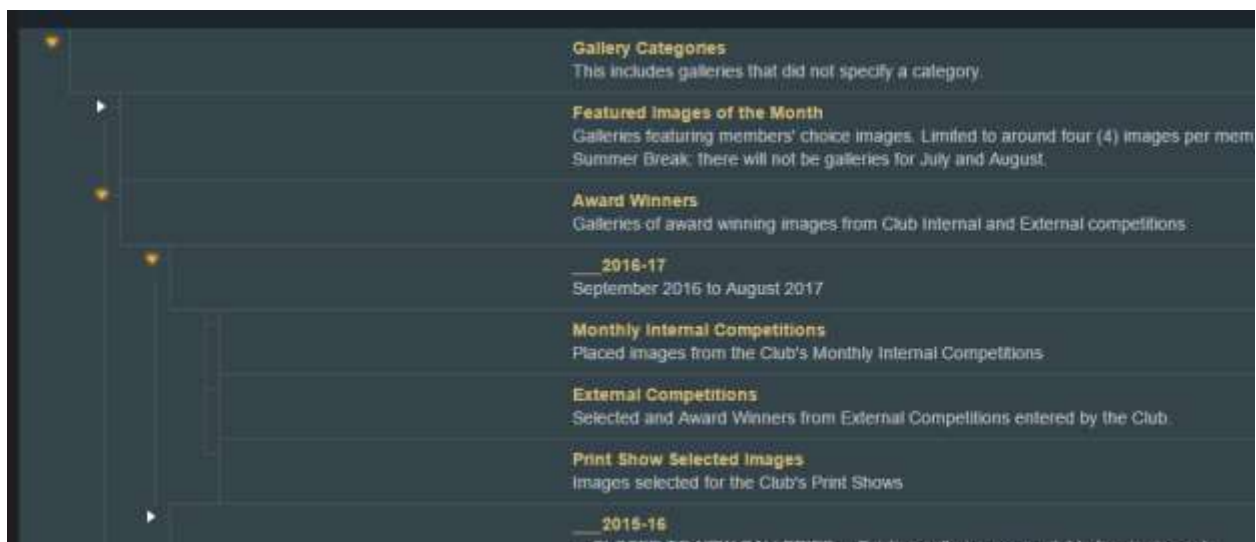 Gallery Categories
This includes galleries that did not specify a category.
Featured Images of the Month
Galleries featuring members' choice images. Limited to around four (4) images per mem
Summer Break: there will not be galleries for July and August.
Award Winners
Galleries of award winning images from Club Internal and External competitions
___2016-17
September 2016 to August 2017
Monthly Internal Competitions
Placed images from the Club's Monthly Internal Competitions
External Competitions
Selected and Award Winners from External Competitions entered by the Club.
Print Show Selected Images
Images selected for the Club's Print Shows
___2015-16